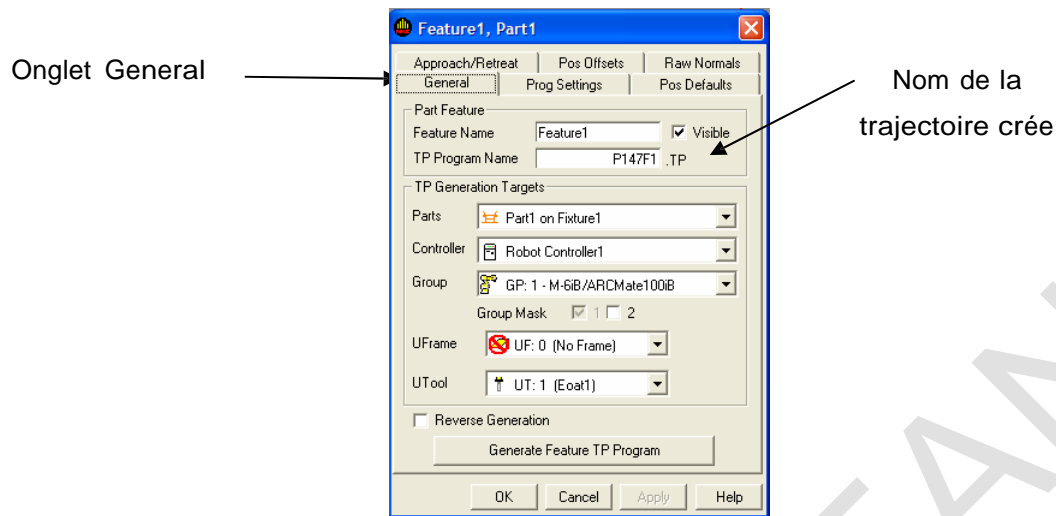 Feature1, Part1
Onglet General
Approach/Retreat Pos Offsets Raw Normals
General Prog Settings Pos Defaults
Nom de la
trajectoire crée
Part Feature
Feature Name Feature1 Visible
TP Program Name P147F1 .TP
TP Generation Targets
Parts Part1 on Fixture1
Controller Robot Controller1
Group GP: 1 - M-6iB/ARCMate100iB
Group Mask 1 2
UFrame UF: 0 (No Frame)
UTool UT: 1 (Eoat1)
Reverse Generation
Generate Feature TP Program
OK Cancel Apply Help